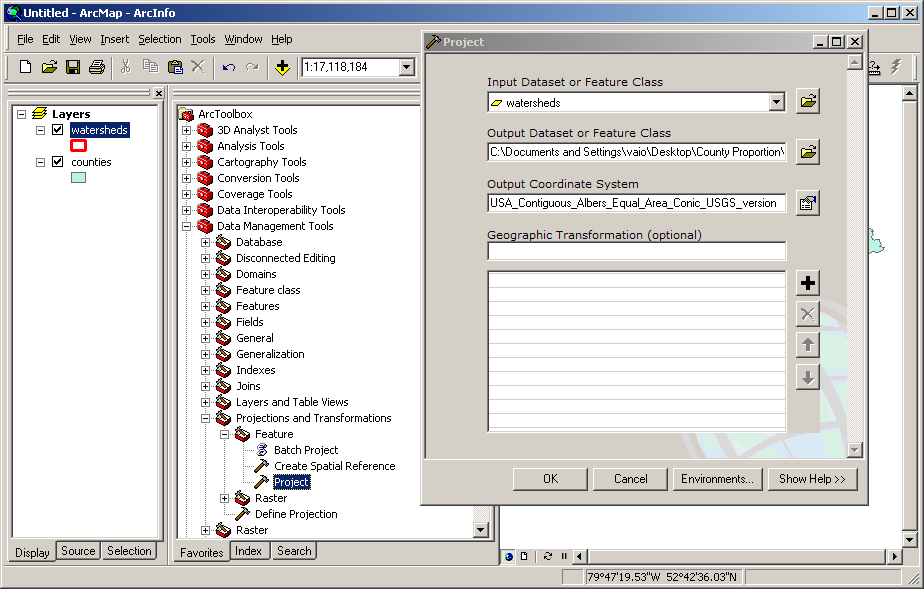 Untitled - ArcMap - ArcInfo
File Edit View Insert Selection Tools Window Help
1:17,118,184
Layers
watersheds
counties
Display Source Selection
ArcToolbox
3D Analyst Tools
Analysis Tools
Cartography Tools
Conversion Tools
Coverage Tools
Data Interoperability Tools
Data Management Tools
Database
Disconnected Editing
Domains
Feature class
Features
Fields
General
Generalization
Indexes
Joins
Layers and Table Views
Projections and Transformations
Feature
Batch Project
Create Spatial Reference
Project
Raster
Define Projection
Raster
Favorites Index Search
Project
Input Dataset or Feature Class
watersheds
Output Dataset or Feature Class
C:\Documents and Settings\vaio\Desktop\County Proportion\
Output Coordinate System
USA_Contiguous_Albers_Equal_Area_Conic_USGS_version
Geographic Transformation (optional)
OK Cancel Environments... Show Help >>
79°47'19.53"W 52°42'36.03"N